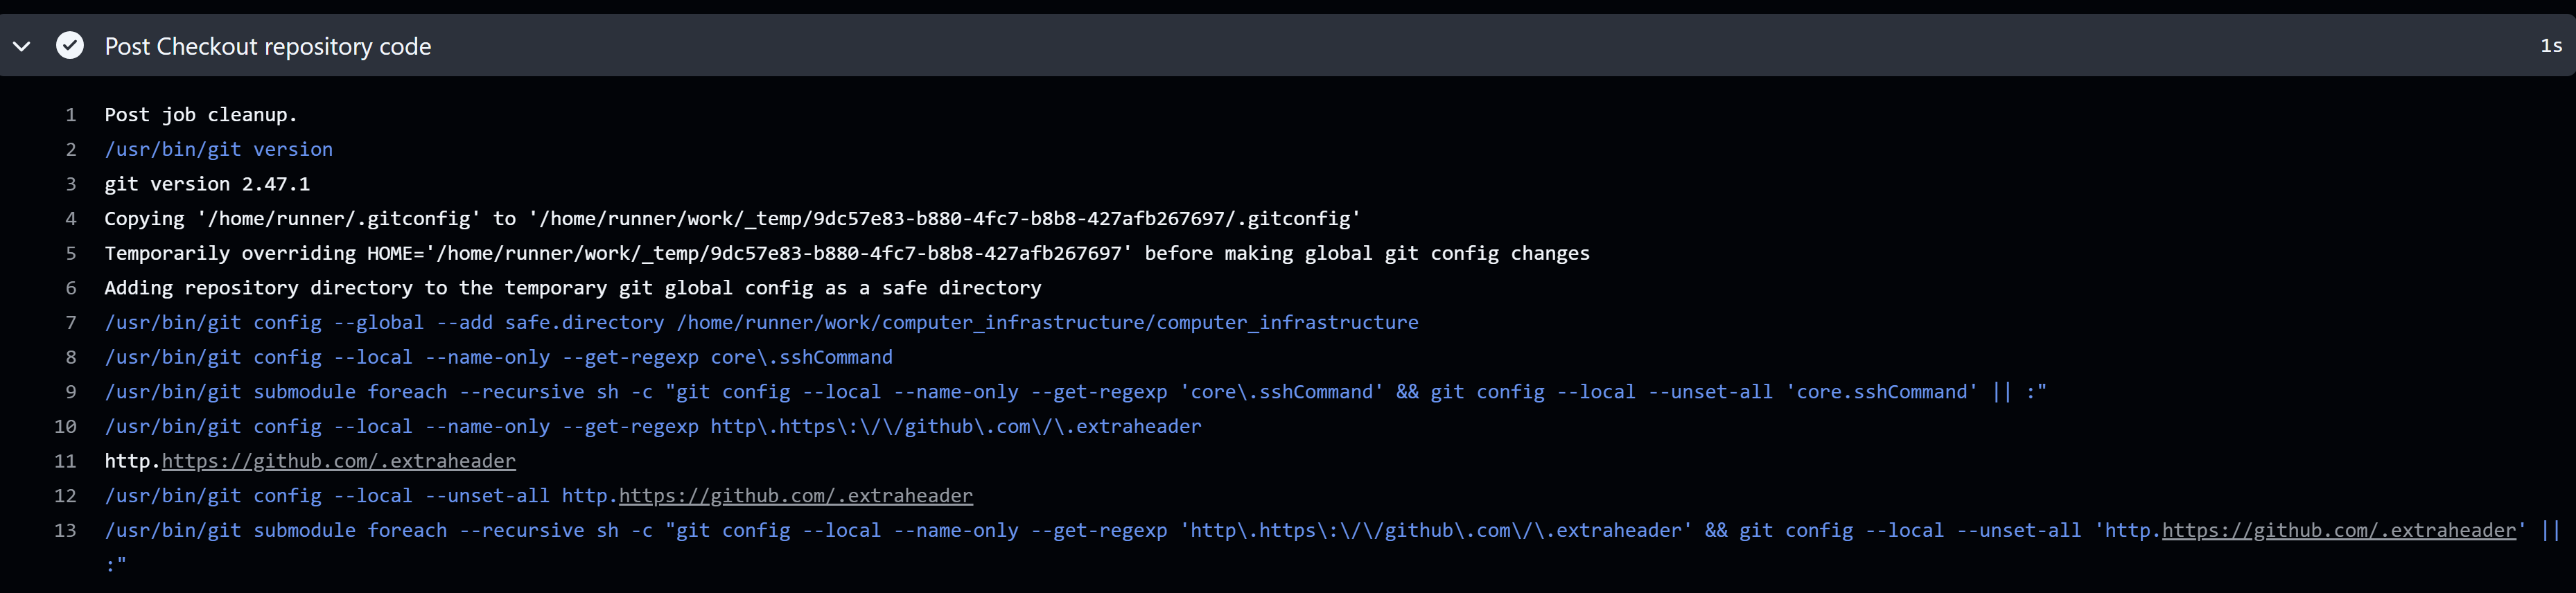 Post Checkout repository code
1s
1 Post job cleanup.
2 /usr/bin/git version
3 git version 2.47.1
4 Copying '/home/runner/.gitconfig' to '/home/runner/work/_temp/9dc57e83-b880-4fc7-b8b8-427afb267697/.gitconfig'
5 Temporarily overriding HOME='/home/runner/work/_temp/9dc57e83-b880-4fc7-b8b8-427afb267697' before making global git config changes
6 Adding repository directory to the temporary git global config as a safe directory
7 /usr/bin/git config --global --add safe.directory /home/runner/work/computer_infrastructure/computer_infrastructure
8 /usr/bin/git config --local --name-only --get-regexp core\.sshCommand
9 /usr/bin/git submodule foreach --recursive sh -c "git config --local --name-only --get-regexp 'core\.sshCommand' && git config --local --unset-all 'core.sshCommand' || :"
10 /usr/bin/git config --local --name-only --get-regexp http\.https\:\/\/github\.com\/\.extraheader
11 http.https://github.com/.extraheader
12 /usr/bin/git config --local --unset-all http.https://github.com/.extraheader
13 /usr/bin/git submodule foreach --recursive sh -c "git config --local --name-only --get-regexp 'http\.https\:\/\/github\.com\/\.extraheader' && git config --local --unset-all 'http.https://github.com/.extraheader' ||
:"